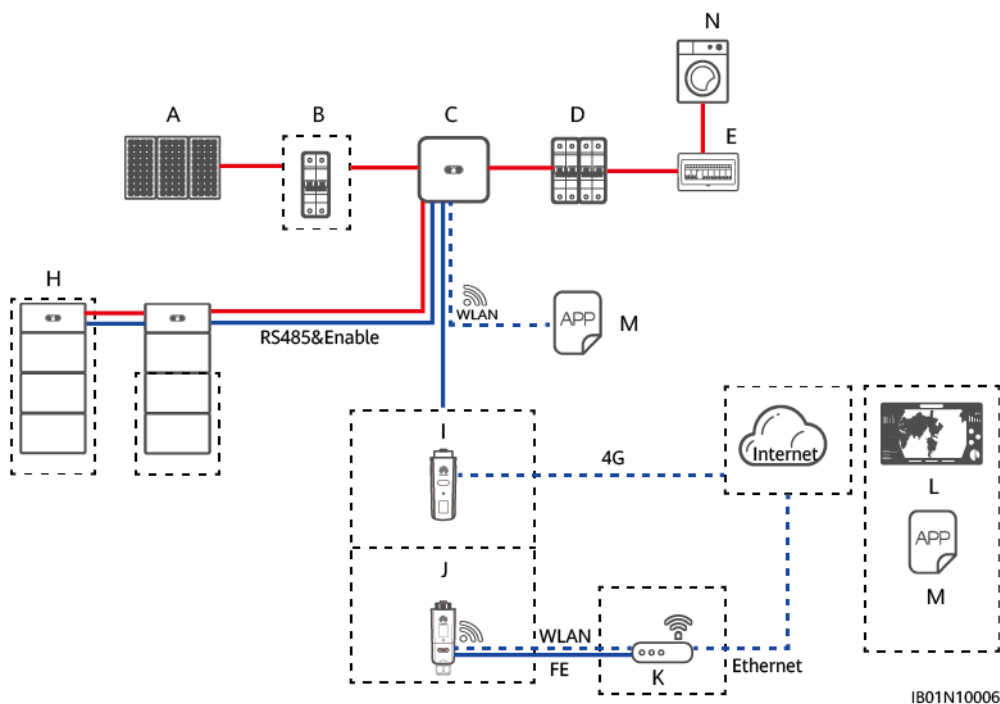 N
A
B
C
D
E
H
WLAN
APP
M
RS485&Enable
I
4G
Internet
L
APP
J
M
WLAN
FE
K
Ethernet
IB01N10006